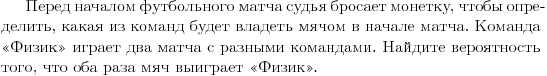 Перед началом футбольного матча судья бросает монетку, чтобы опре-
делить, какая из команд будет владеть мячом в начале матча. Команда
«Физик» играет два матча с разными командами. Найдите вероятность
того, что оба раза мяч выиграет «Физик».